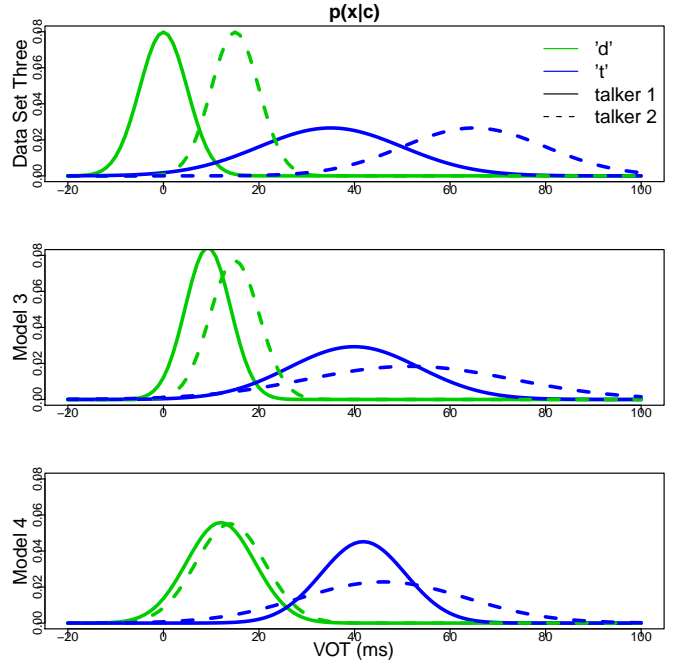 p(x|c)
Data Set Three
0.00 0.02 0.04 0.06 0.08
'd'
't'
talker 1
talker 2
−20 0 20 40 60 80 100
Model 3
0.00 0.02 0.04 0.06 0.08
−20 0 20 40 60 80 100
Model 4
0.00 0.02 0.04 0.06 0.08
−20 0 20 40 60 80 100
VOT (ms)